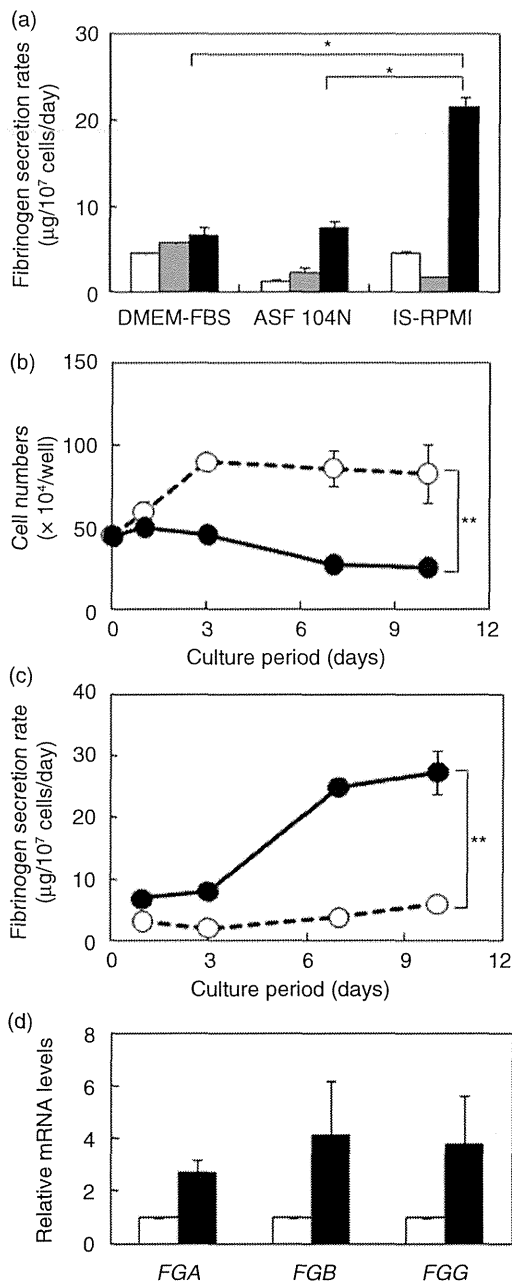 (a)
Fibrinogen secretion rates
(μg/10⁷ cells/day)
30
20
10
0
*
*
DMEM-FBS ASF 104N IS-RPMI
(b)
Cell numbers
(× 10⁴/well)
150
100
50
0
**
0 3 6 9 12
Culture period (days)
(c)
Fibrinogen secretion rate
(μg/10⁷ cells/day)
40
30
20
10
0
**
0 3 6 9 12
Culture period (days)
(d)
Relative mRNA levels
8
6
4
2
0
FGA FGB FGG